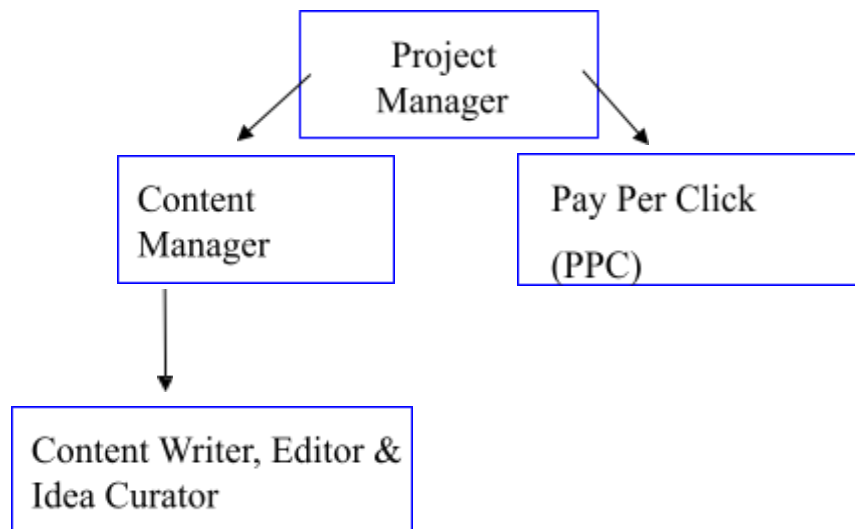 Project
Manager
Content
Manager
Pay Per Click
(PPC)
Content Writer, Editor &
Idea Curator